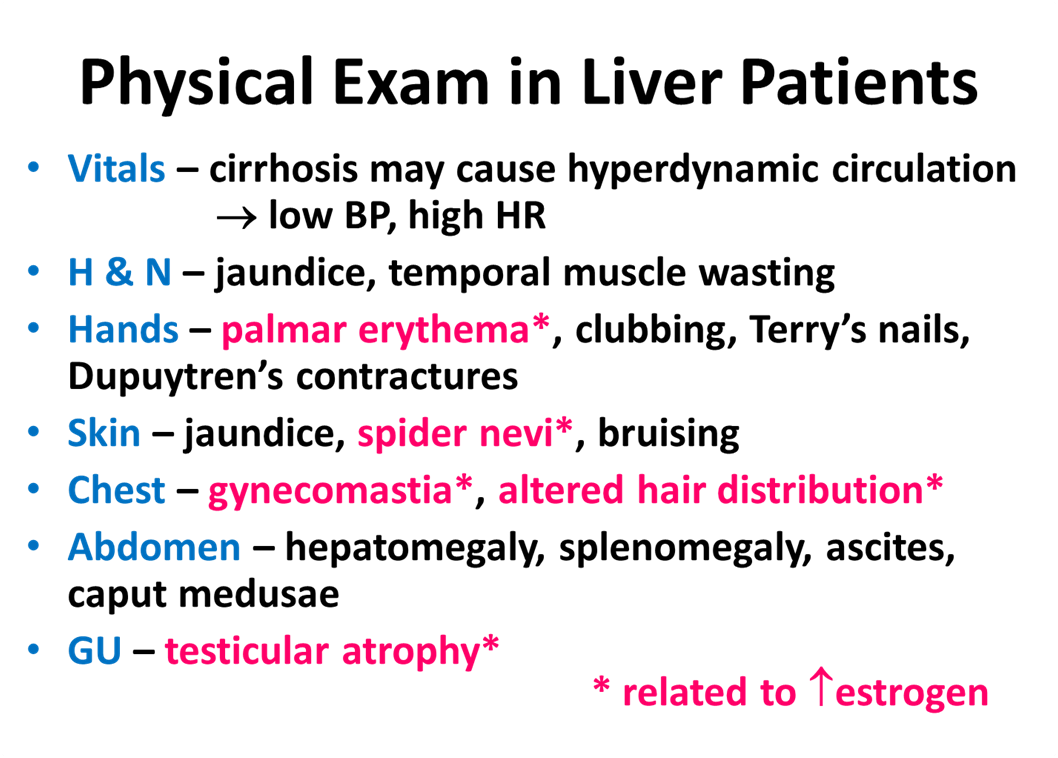 Physical Exam in Liver Patients
• Vitals – cirrhosis may cause hyperdynamic circulation
→ low BP, high HR
• H & N – jaundice, temporal muscle wasting
• Hands – palmar erythema*, clubbing, Terry’s nails,
Dupuytren’s contractures
• Skin – jaundice, spider nevi*, bruising
• Chest – gynecomastia*, altered hair distribution*
• Abdomen – hepatomegaly, splenomegaly, ascites,
caput medusae
• GU – testicular atrophy*
* related to ↑estrogen